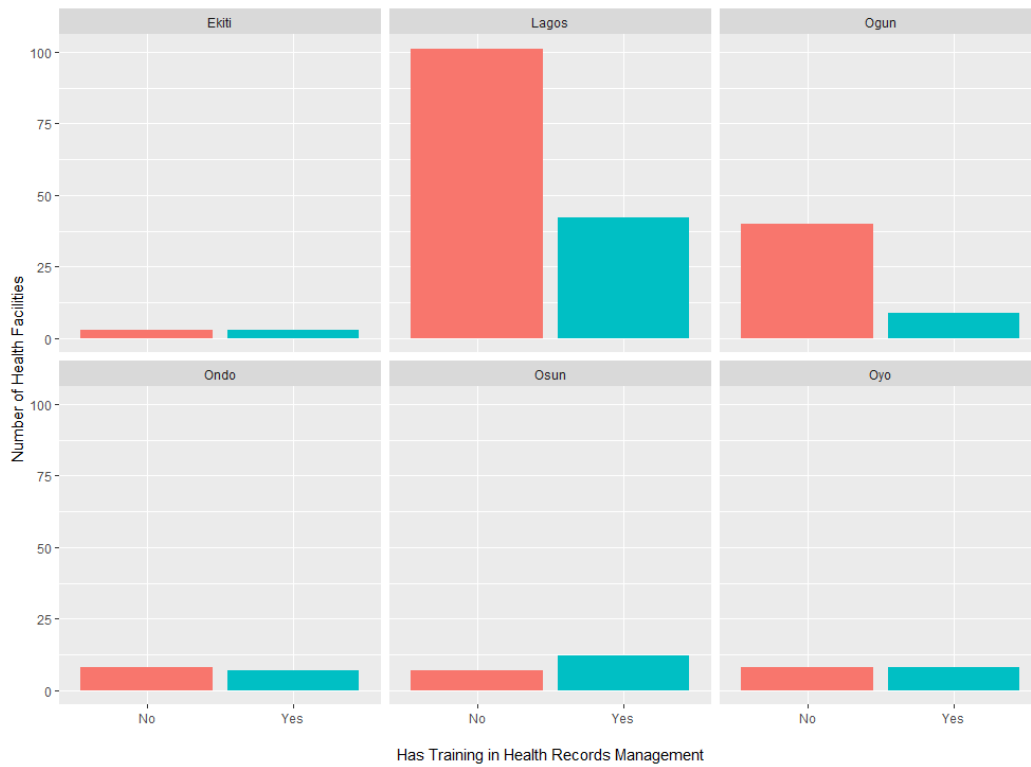 Ekiti Lagos Ogun
100
75
50
25
0
Ondo Osun Oyo
100
75
50
25
0
No Yes No Yes No Yes
Has Training in Health Records Management
Number of Health Facilities